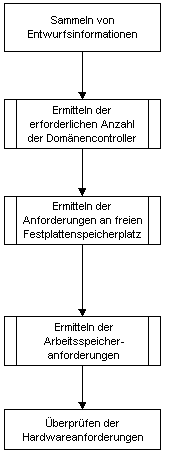 Sammeln von
Entwurfsinformationen
Ermitteln der
erforderlichen Anzahl
der Domänencontroller
Ermitteln der
Anforderungen an freien
Festplattenspeicherplatz
Ermitteln der
Arbeitsspeicher-
anforderungen
Überprüfen der
Hardwareanforderungen